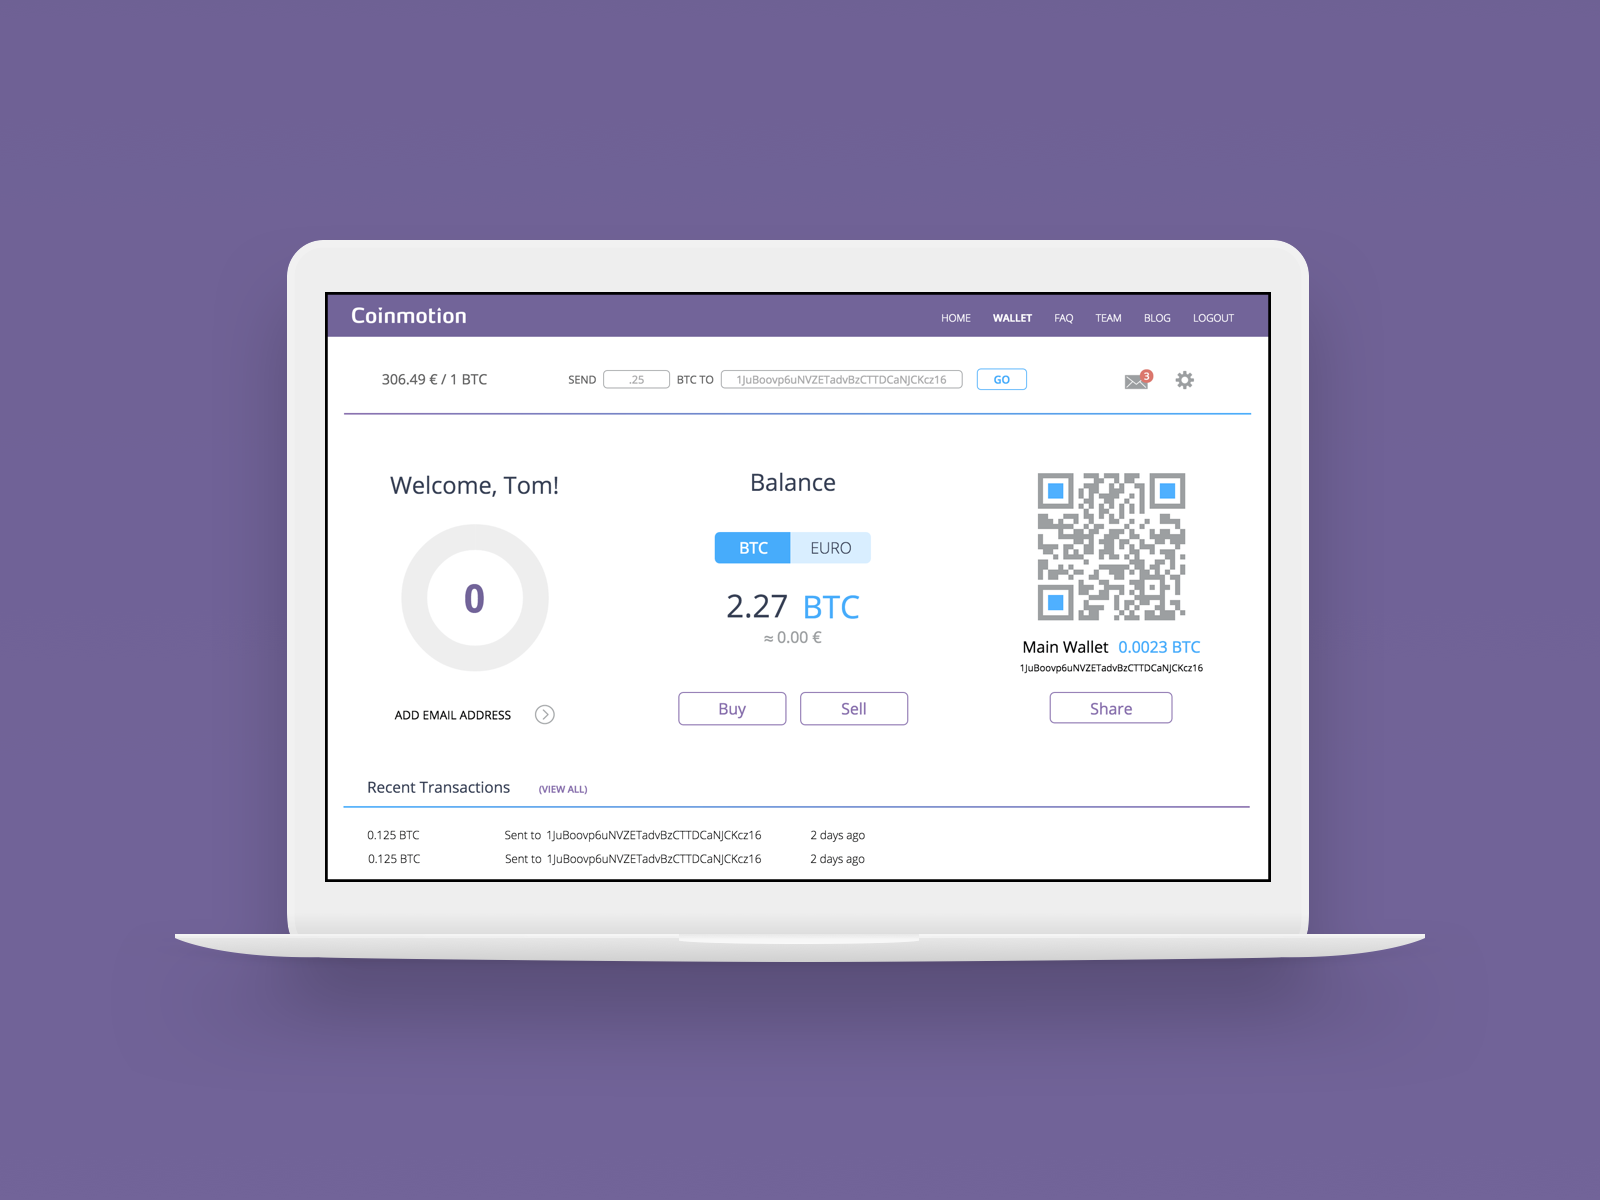 Coinmotion
HOME WALLET FAQ TEAM BLOG LOGOUT
306.49 € / 1 BTC
SEND .25 BTC TO 1JuBoovp6uNVZETadvBzCTTDCaNJCKcz16 GO
3
Welcome, Tom!
0
ADD EMAIL ADDRESS
Balance
BTC EURO
2.27 BTC
≈ 0.00 €
Buy Sell
Main Wallet 0.0023 BTC
1JuBoovp6uNVZETadvBzCTTDCaNJCKcz16
Share
Recent Transactions (VIEW ALL)
0.125 BTC Sent to 1JuBoovp6uNVZETadvBzCTTDCaNJCKcz16 2 days ago
0.125 BTC Sent to 1JuBoovp6uNVZETadvBzCTTDCaNJCKcz16 2 days ago